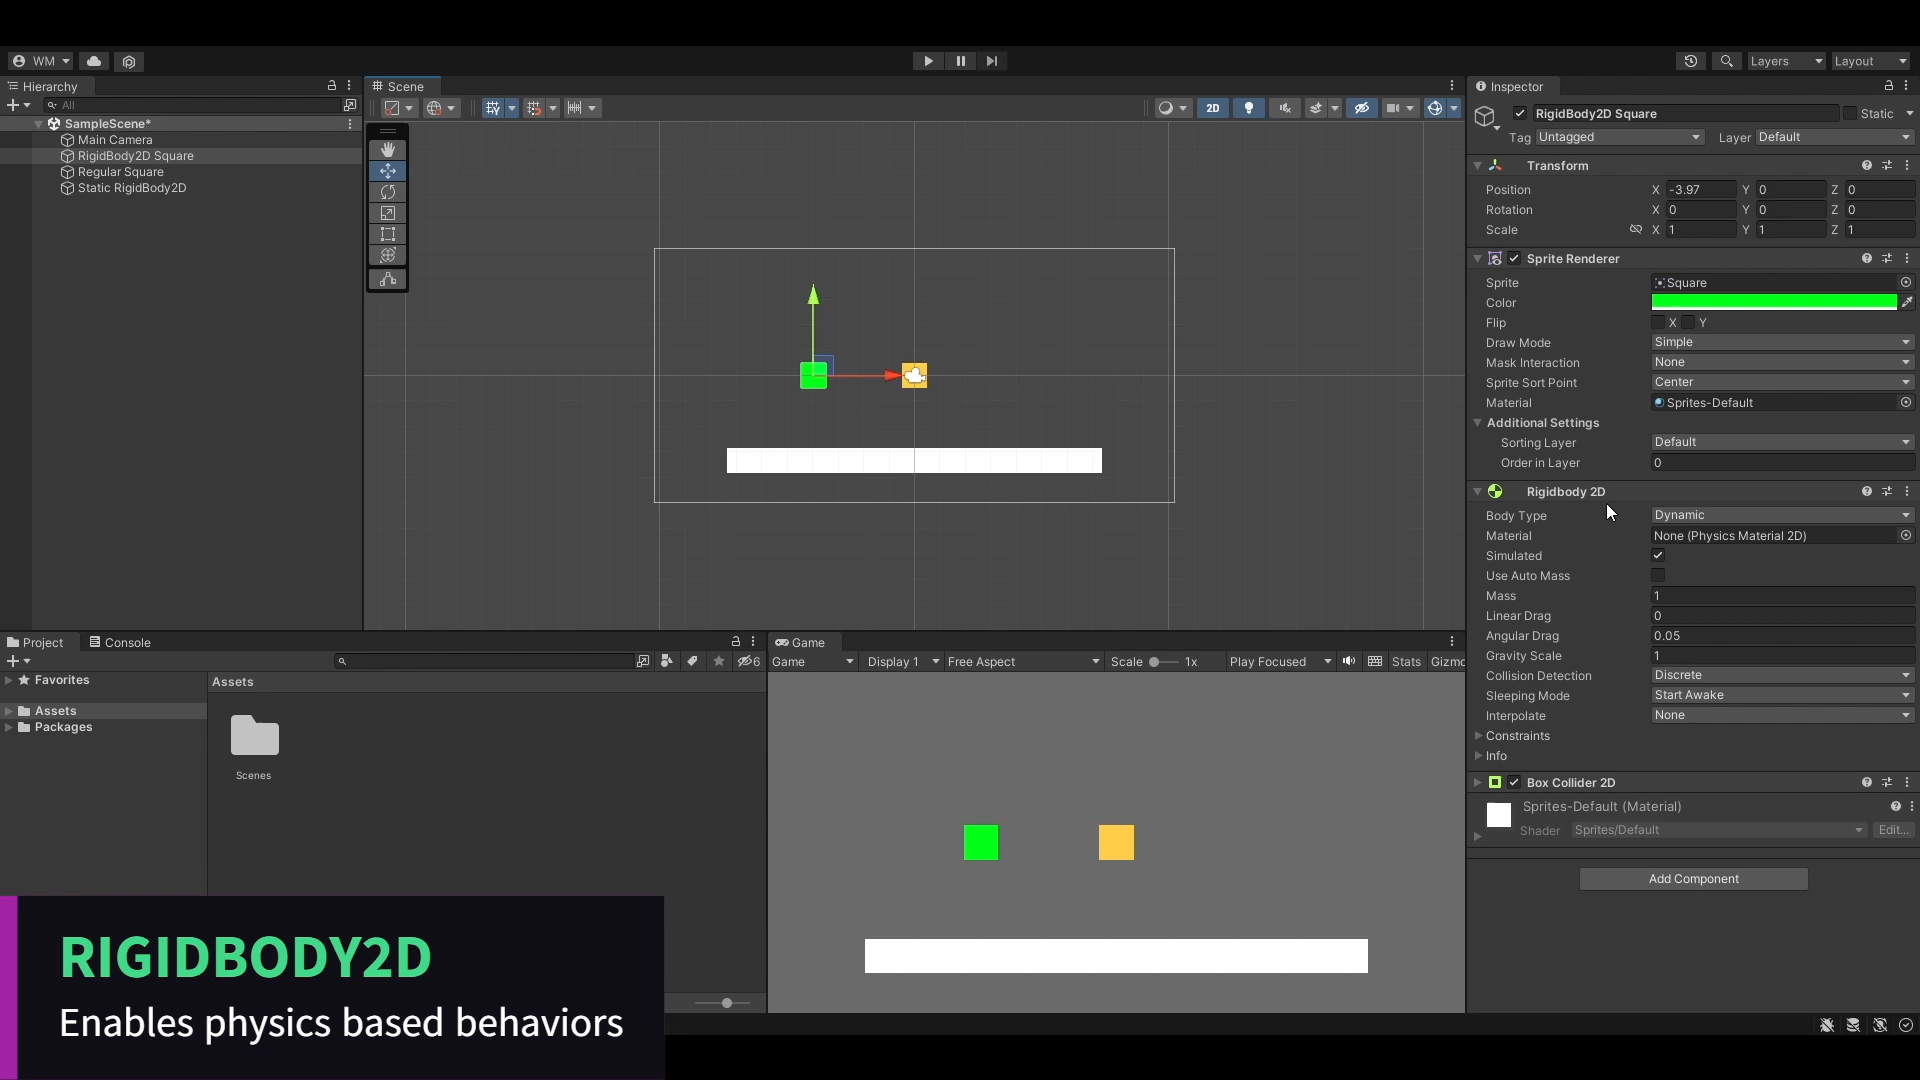 WM
Layers
Layout
Hierarchy
All
SampleScene*
Main Camera
RigidBody2D Square
Regular Square
Static RigidBody2D
Scene
2D
Inspector
RigidBody2D Square
Static
Tag Untagged
Layer Default
Transform
Position X -3.97 Y 0 Z 0
Rotation X 0 Y 0 Z 0
Scale X 1 Y 1 Z 1
Sprite Renderer
Sprite Square
Color
Flip X Y
Draw Mode Simple
Mask Interaction None
Sprite Sort Point Center
Material Sprites-Default
Additional Settings
Sorting Layer Default
Order in Layer 0
Rigidbody 2D
Body Type Dynamic
Material None (Physics Material 2D)
Simulated
Use Auto Mass
Mass 1
Linear Drag 0
Angular Drag 0.05
Gravity Scale 1
Collision Detection Discrete
Sleeping Mode Start Awake
Interpolate None
Constraints
Info
Box Collider 2D
Sprites-Default (Material)
Shader Sprites/Default Edit...
Add Component
Project Console
6
Favorites
Assets
Packages
Assets
Scenes
Game
Game Display 1 Free Aspect Scale 1x Play Focused Stats Gizmo
RIGIDBODY2D
Enables physics based behaviors